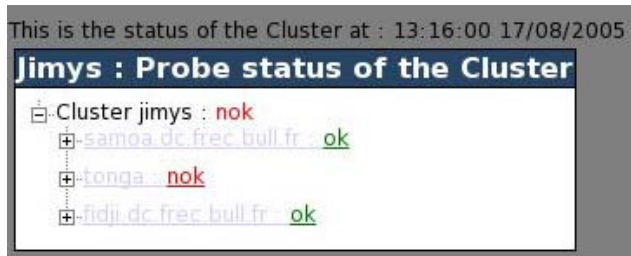 This is the status of the Cluster at : 13:16:00 17/08/2005
Jimys : Probe status of the Cluster
Cluster jimys : nok
samoa.dc.frec.bull.fr : ok
tonga : nok
fidji.dc.frec.bull.fr : ok